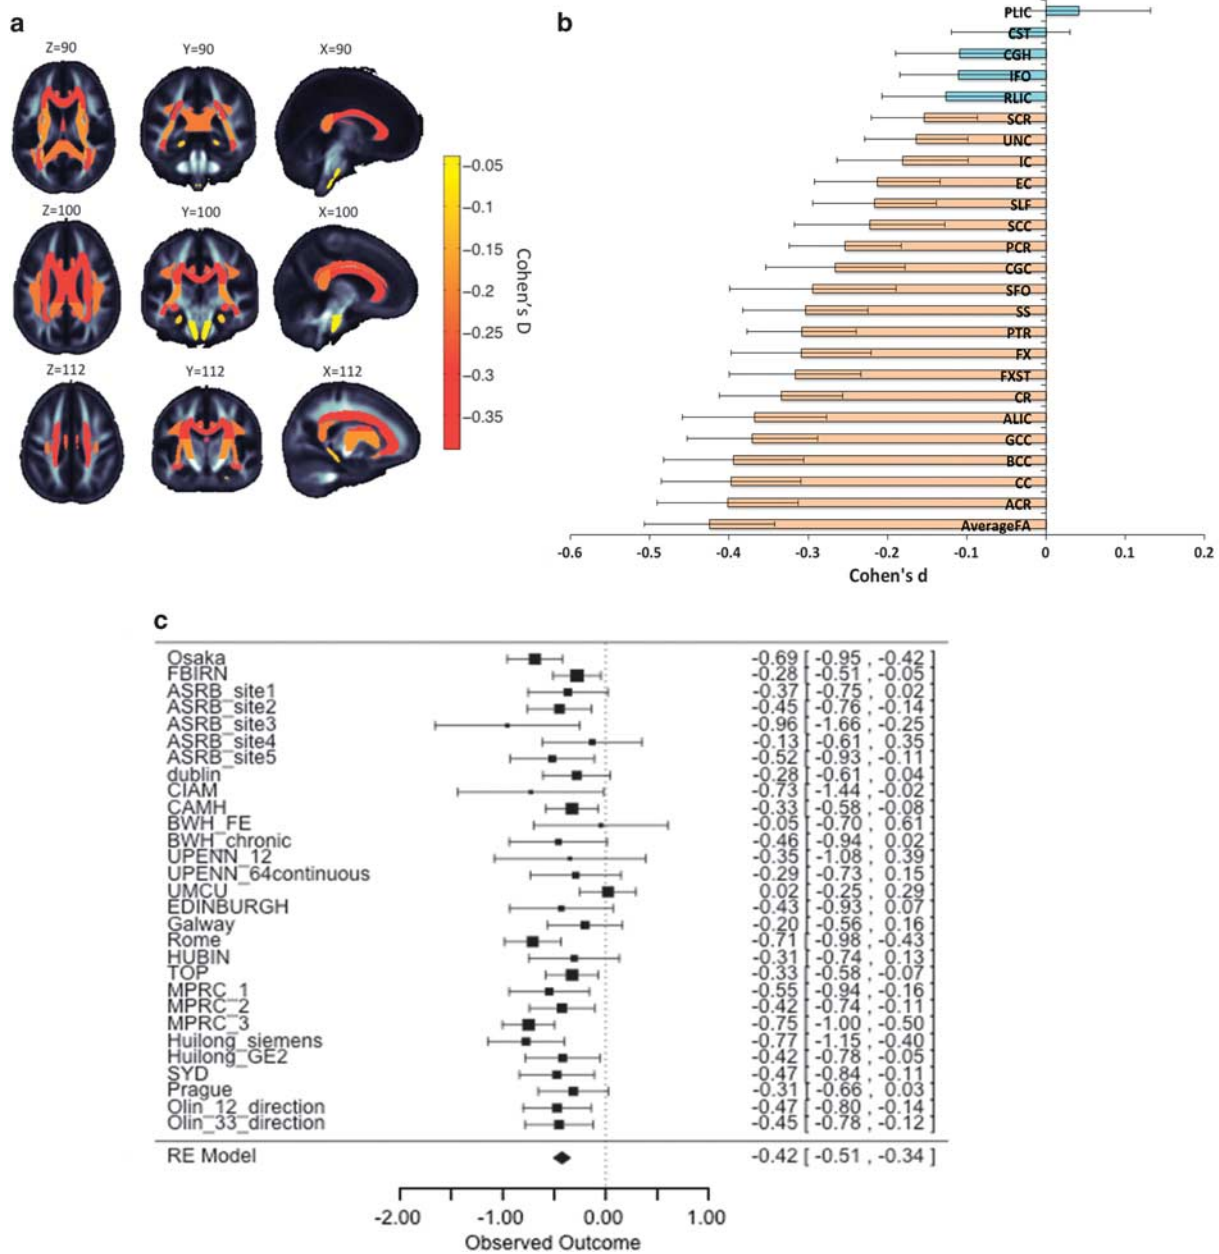 a
Z=90 Y=90 X=90
Z=100 Y=100 X=100
Z=112 Y=112 X=112
−0.05
−0.1
−0.15
−0.2
−0.25
−0.3
−0.35
Cohen's D
b
PLIC
CST
CGH
IFO
RLIC
SCR
UNC
IC
EC
SLF
SCC
PCR
CGC
SFO
SS
PTR
FX
FXST
CR
ALIC
GCC
BCC
CC
ACR
AverageFA
-0.6 -0.5 -0.4 -0.3 -0.2 -0.1 0 0.1 0.2
Cohen's d
c
Osaka -0.69 [ -0.95 , -0.42 ]
FBIRN -0.28 [ -0.51 , -0.05 ]
ASRB_site1 -0.37 [ -0.75 , 0.02 ]
ASRB_site2 -0.45 [ -0.76 , -0.14 ]
ASRB_site3 -0.96 [ -1.66 , -0.25 ]
ASRB_site4 -0.13 [ -0.61 , 0.35 ]
ASRB_site5 -0.52 [ -0.93 , -0.11 ]
dublin -0.28 [ -0.61 , 0.04 ]
CIAM -0.73 [ -1.44 , -0.02 ]
CAMH -0.33 [ -0.58 , -0.08 ]
BWH_FE -0.05 [ -0.70 , 0.61 ]
BWH_chronic -0.46 [ -0.94 , 0.02 ]
UPENN_12 -0.35 [ -1.08 , 0.39 ]
UPENN_64continuous -0.29 [ -0.73 , 0.15 ]
UMCU 0.02 [ -0.25 , 0.29 ]
EDINBURGH -0.43 [ -0.93 , 0.07 ]
Galway -0.20 [ -0.56 , 0.16 ]
Rome -0.71 [ -0.98 , -0.43 ]
HUBIN -0.31 [ -0.74 , 0.13 ]
TOP -0.33 [ -0.58 , -0.07 ]
MPRC_1 -0.55 [ -0.94 , -0.16 ]
MPRC_2 -0.42 [ -0.74 , -0.11 ]
MPRC_3 -0.75 [ -1.00 , -0.50 ]
Huilong_siemens -0.77 [ -1.15 , -0.40 ]
Huilong_GE2 -0.42 [ -0.78 , -0.05 ]
SYD -0.47 [ -0.84 , -0.11 ]
Prague -0.31 [ -0.66 , 0.03 ]
Olin_12_direction -0.47 [ -0.80 , -0.14 ]
Olin_33_direction -0.45 [ -0.78 , -0.12 ]
RE Model -0.42 [ -0.51 , -0.34 ]
-2.00 -1.00 0.00 1.00
Observed Outcome